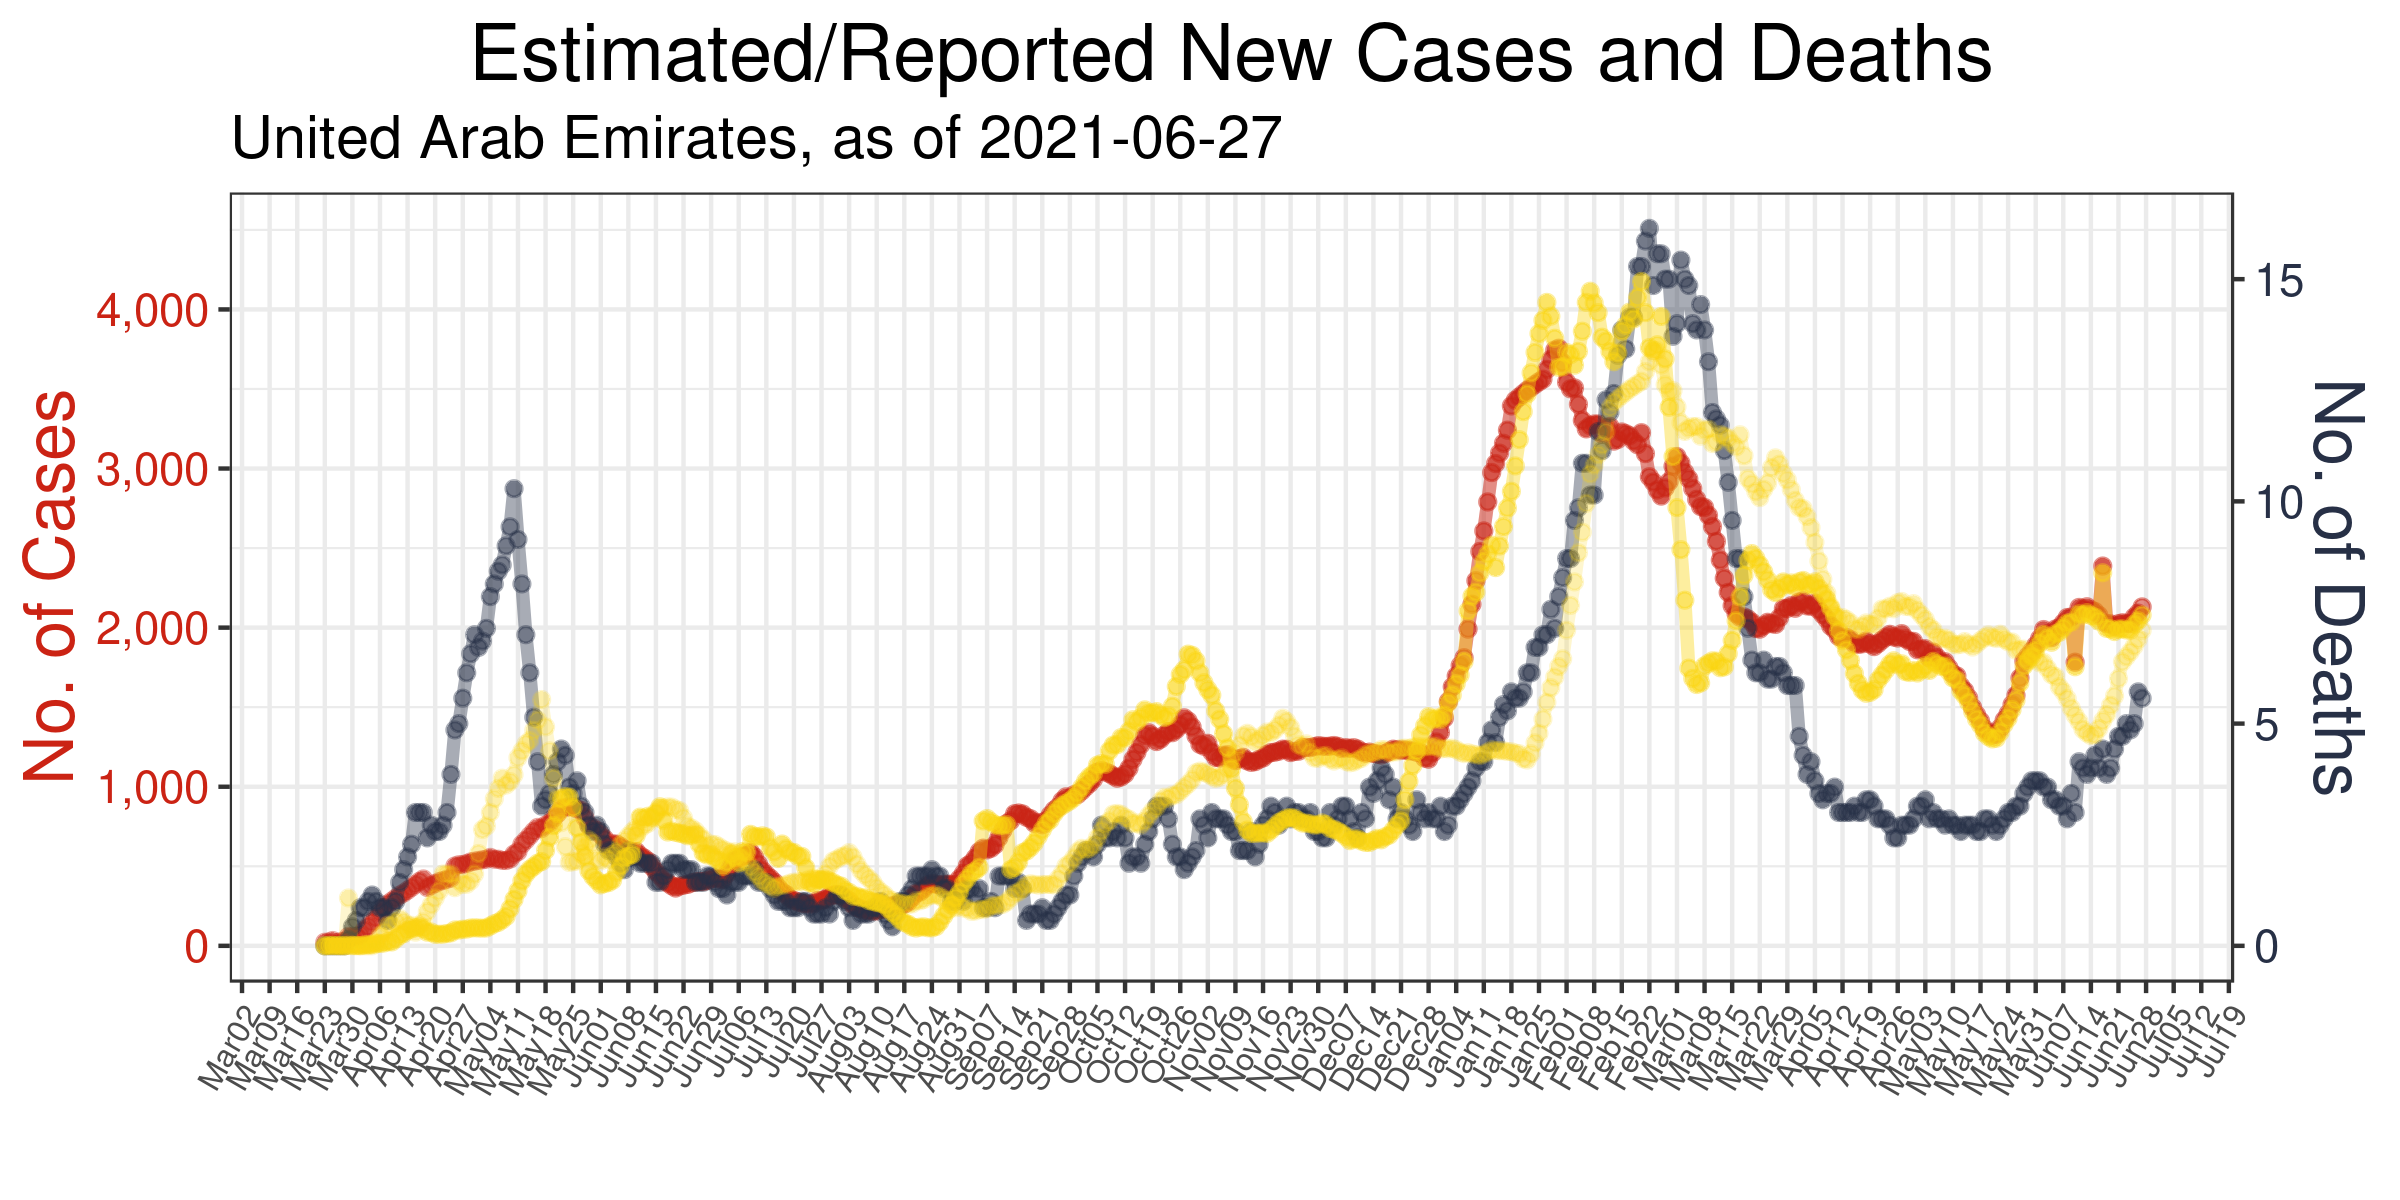 Estimated/Reported New Cases and Deaths
United Arab Emirates, as of 2021-06-27
No. of Cases
4,000
3,000
2,000
1,000
0
15
10
5
0
No. of Deaths
Mar02
Mar09
Mar16
Mar23
Mar30
Apr06
Apr13
Apr20
Apr27
May04
May11
May18
May25
Jun01
Jun08
Jun15
Jun22
Jun29
Jul06
Jul13
Jul20
Jul27
Aug03
Aug10
Aug17
Aug24
Aug31
Sep07
Sep14
Sep21
Sep28
Oct05
Oct12
Oct19
Oct26
Nov02
Nov09
Nov16
Nov23
Nov30
Dec07
Dec14
Dec21
Dec28
Jan04
Jan11
Jan18
Jan25
Feb01
Feb08
Feb15
Feb22
Mar01
Mar08
Mar15
Mar22
Mar29
Apr05
Apr12
Apr19
Apr26
May03
May10
May17
May24
May31
Jun07
Jun14
Jun21
Jun28
Jul05
Jul12
Jul19